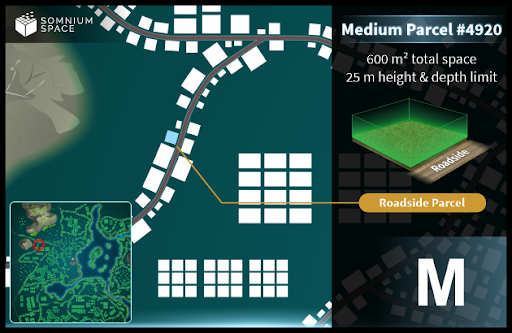 SOMNIUM
SPACE
Medium Parcel #4920
600 m² total space
25 m height & depth limit
Roadside
Roadside Parcel
M